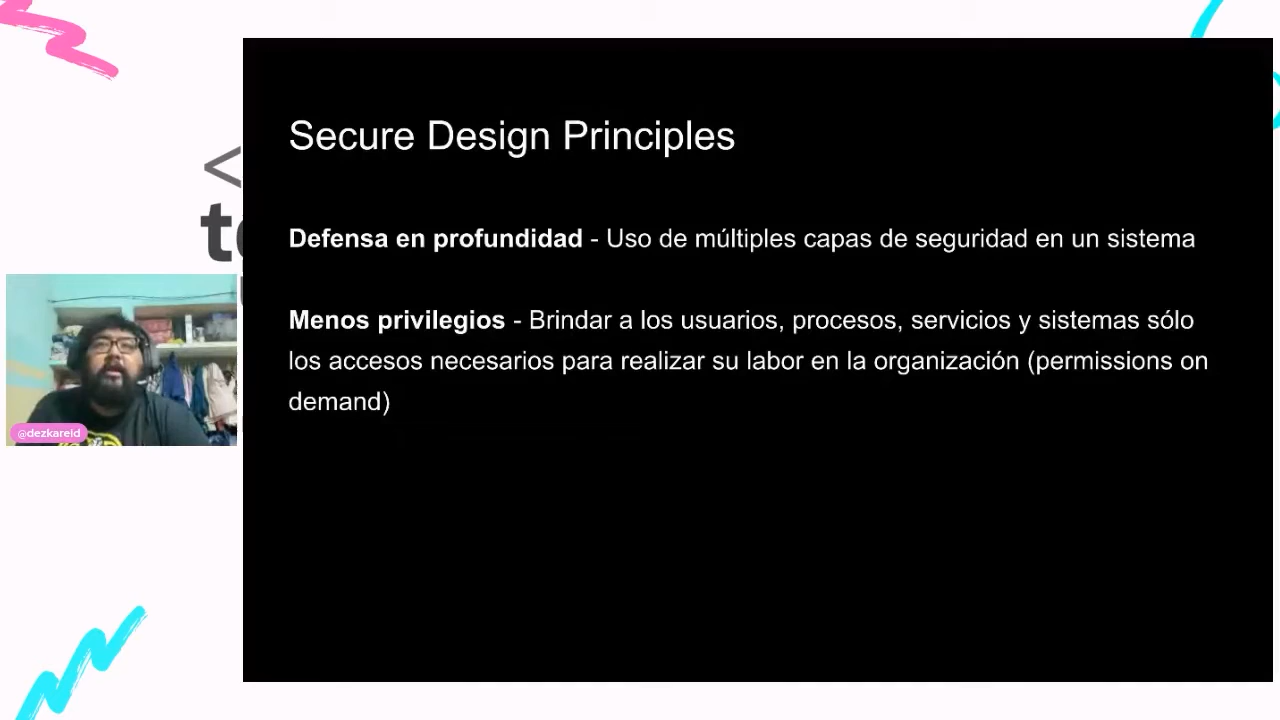 Secure Design Principles
Defensa en profundidad - Uso de múltiples capas de seguridad en un sistema
Menos privilegios - Brindar a los usuarios, procesos, servicios y sistemas sólo
los accesos necesarios para realizar su labor en la organización (permissions on
demand)
@dezkareid